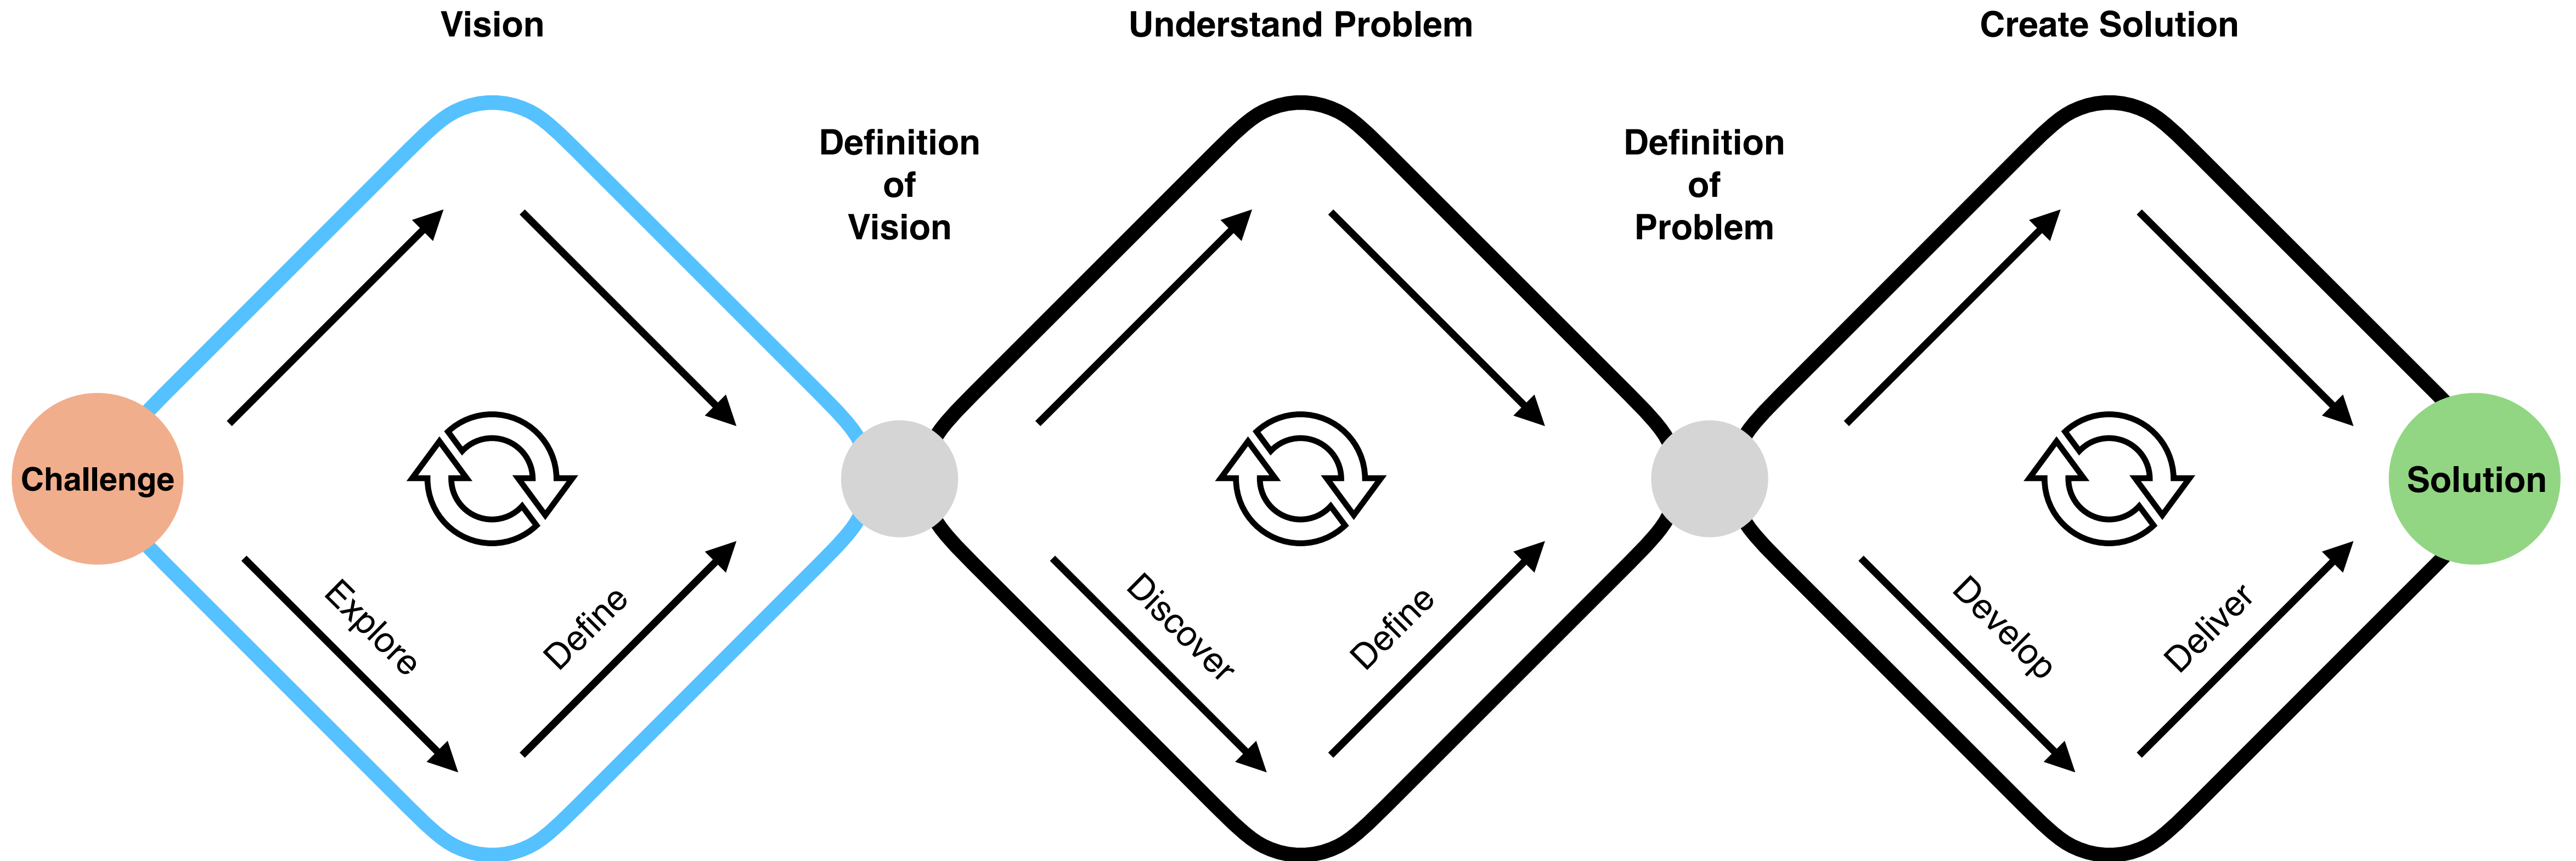 Vision
Understand Problem
Create Solution
Definition
of
Vision
Definition
of
Problem
Challenge
Solution
Explore
Define
Discover
Define
Develop
Deliver